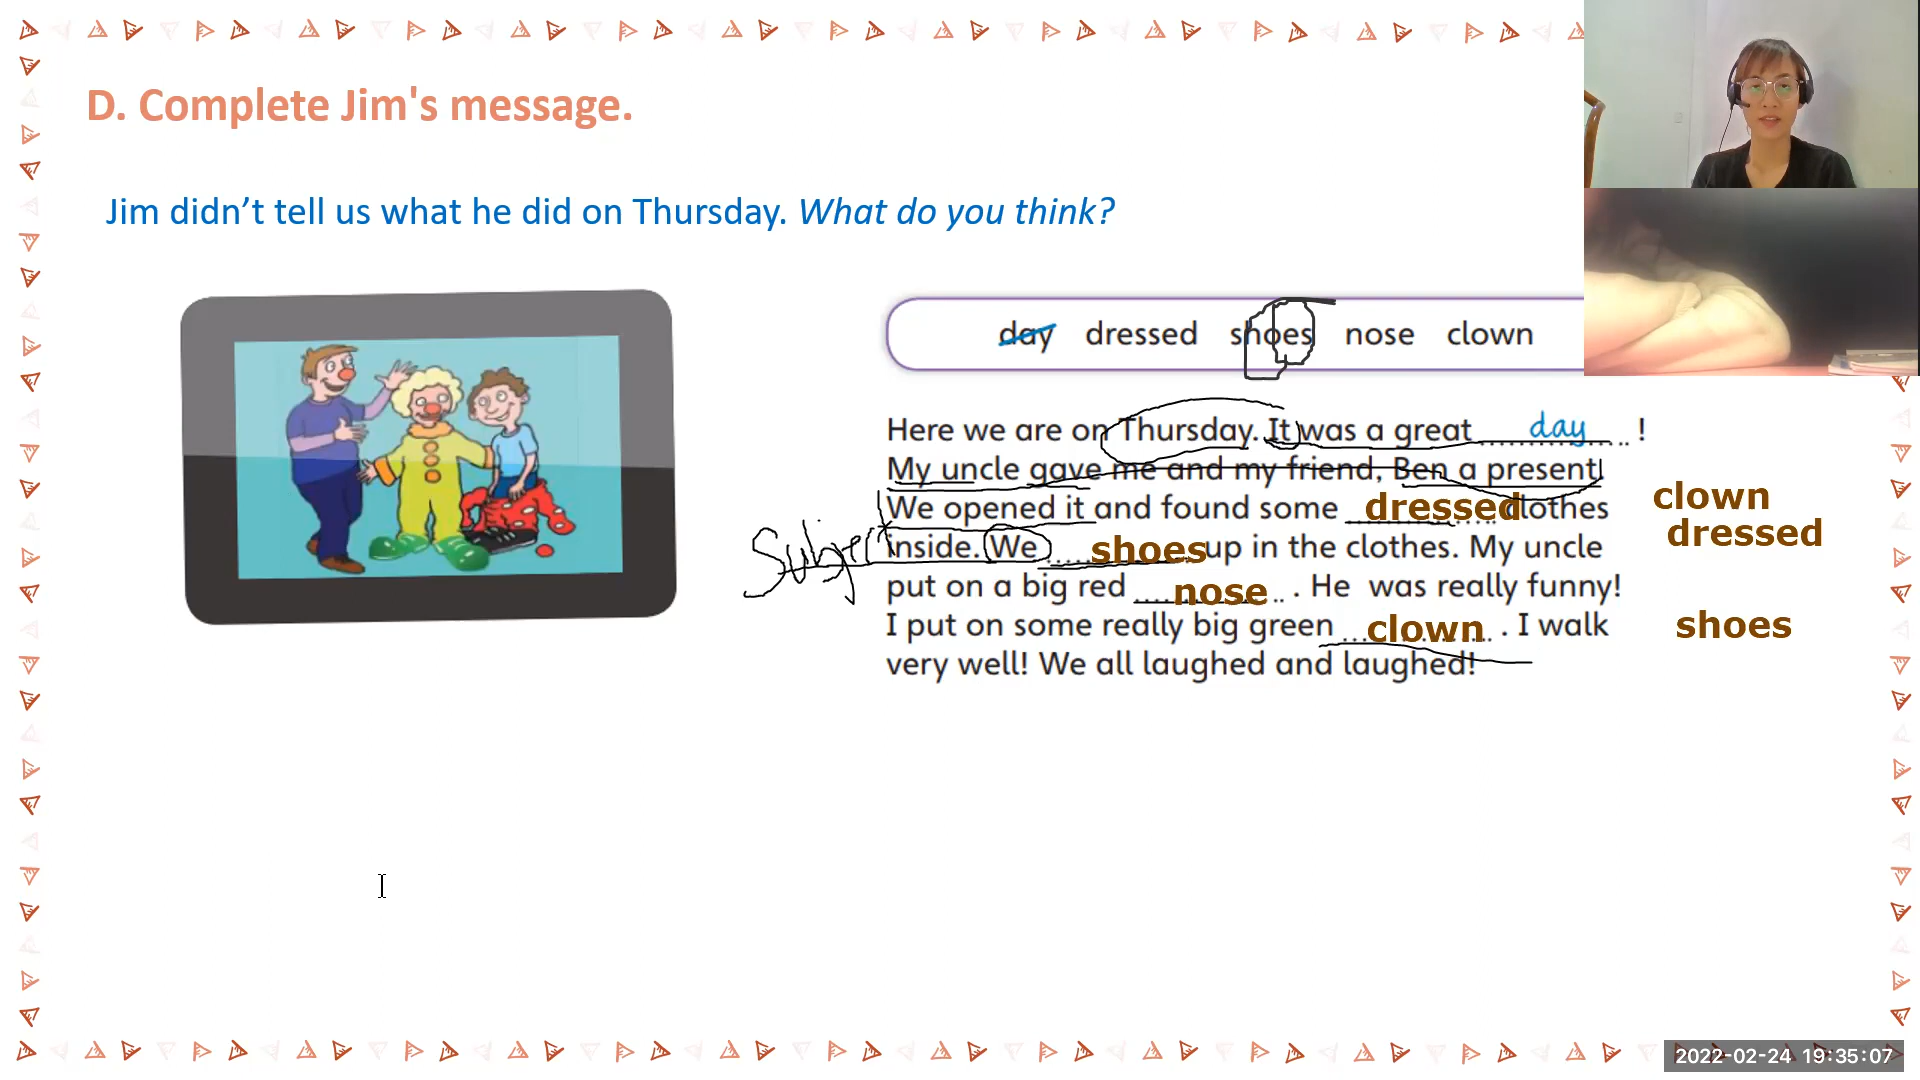 D. Complete Jim's message.
Jim didn't tell us what he did on Thursday. What do you think?
day dressed shoes nose clown
Here we are on Thursday. It was a great ........day..... !
My uncle gave me and my friend, Ben a present
We opened it and found some dressed clothes
clown
dressed
Subject
inside. We ..... shoes up in the clothes. My uncle
put on a big red .... nose .. . He was really funny!
I put on some really big green ... clown .. . I walk
shoes
very well! We all laughed and laughed!
2022-02-24 19:35:07